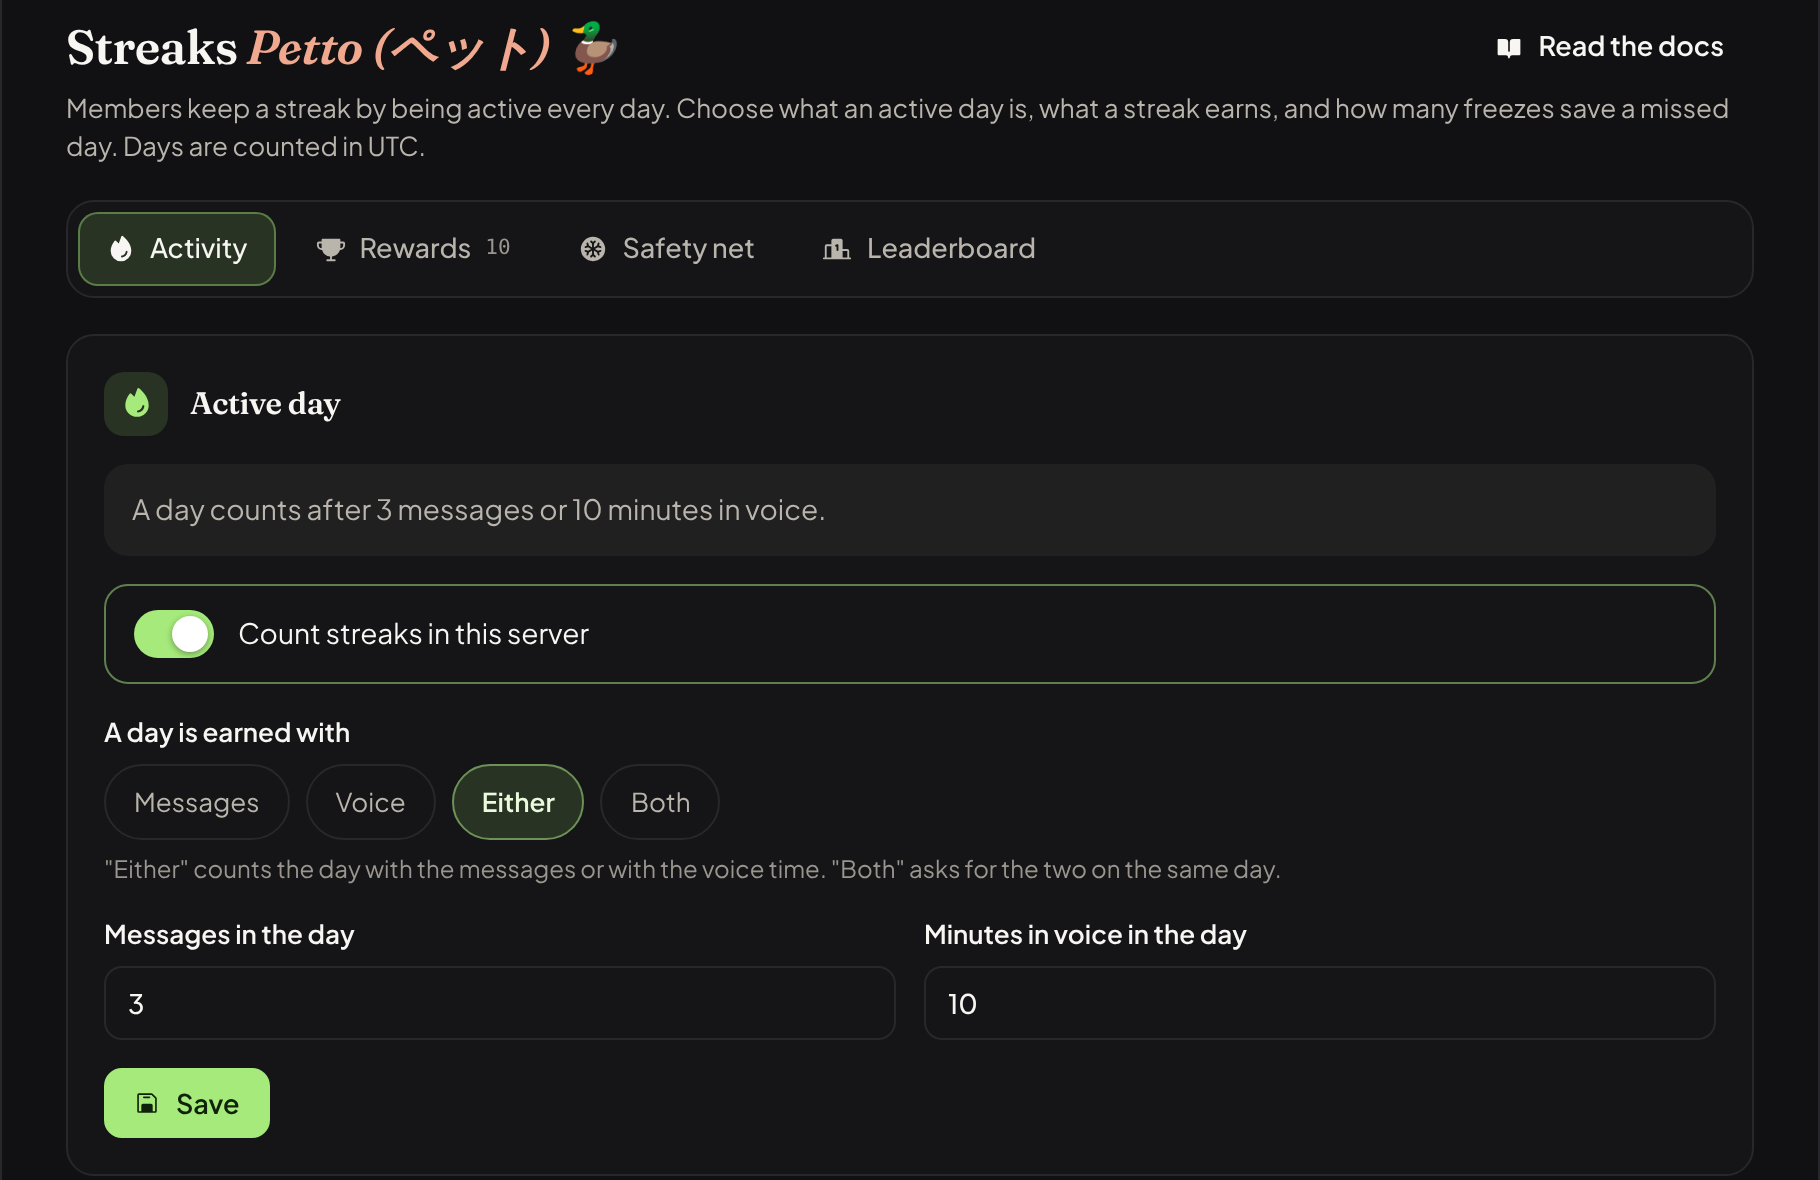 Streaks Petto (ペット) 🦆
Read the docs
Members keep a streak by being active every day. Choose what an active day is, what a streak earns, and how many freezes save a missed
day. Days are counted in UTC.
Activity
Rewards 10
Safety net
Leaderboard
Active day
A day counts after 3 messages or 10 minutes in voice.
Count streaks in this server
A day is earned with
Messages
Voice
Either
Both
"Either" counts the day with the messages or with the voice time. "Both" asks for the two on the same day.
Messages in the day
Minutes in voice in the day
3
10
Save